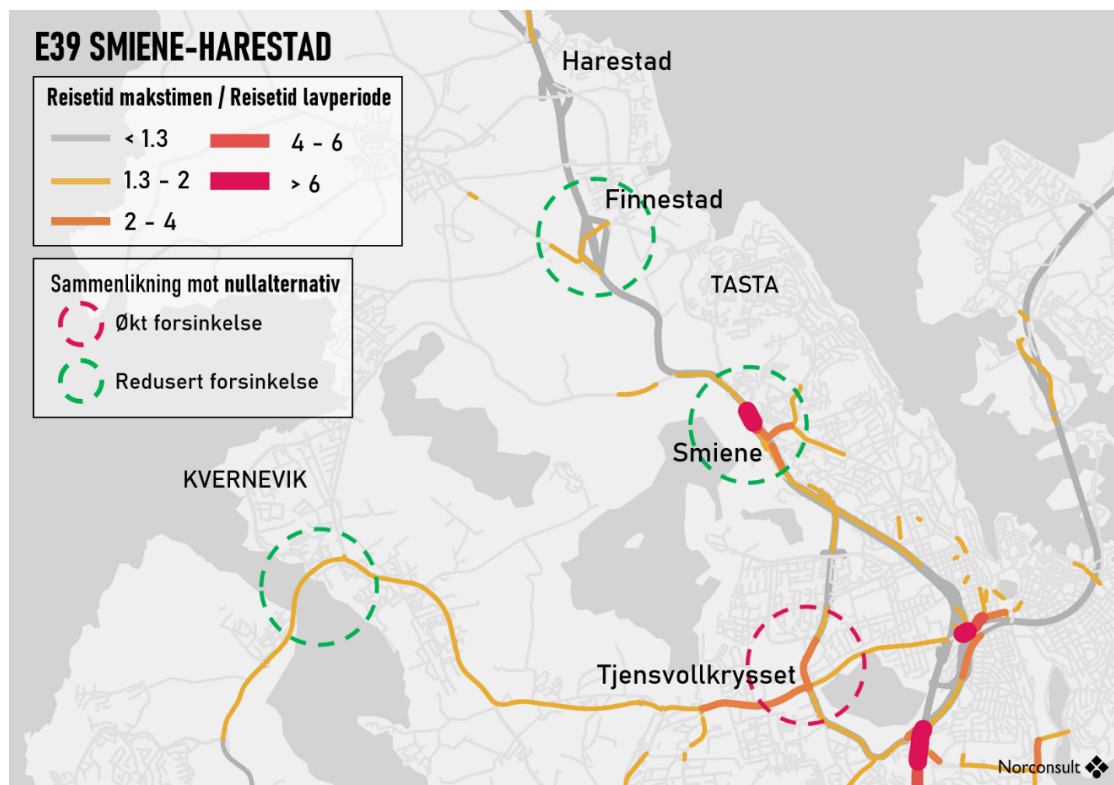 E39 SMIENE-HARESTAD
Reisetid makstimen / Reisetid lavperiode
< 1.3
4 - 6
1.3 - 2
> 6
2 - 4
Sammenlikning mot nullalternativ
Økt forsinkelse
Redusert forsinkelse
Harestad
Finnestad
TASTA
Smiene
KVERNEVIK
Tjensvollkrysset
Norconsult